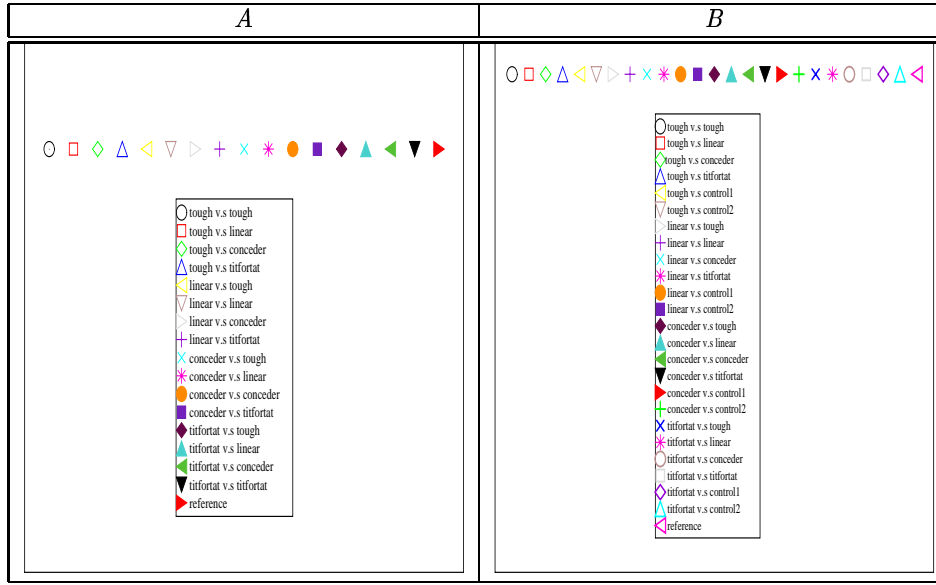 A
B
tough v.s tough
tough v.s linear
tough v.s conceder
tough v.s titfortat
linear v.s tough
linear v.s linear
linear v.s conceder
linear v.s titfortat
conceder v.s tough
conceder v.s linear
conceder v.s conceder
conceder v.s titfortat
titfortat v.s tough
titfortat v.s linear
titfortat v.s conceder
titfortat v.s titfortat
reference
tough v.s tough
tough v.s linear
tough v.s conceder
tough v.s titfortat
tough v.s control1
tough v.s control2
linear v.s tough
linear v.s linear
linear v.s conceder
linear v.s titfortat
linear v.s control1
linear v.s control2
conceder v.s tough
conceder v.s linear
conceder v.s conceder
conceder v.s titfortat
conceder v.s control1
conceder v.s control2
titfortat v.s tough
titfortat v.s linear
titfortat v.s conceder
titfortat v.s titfortat
titfortat v.s control1
titfortat v.s control2
reference